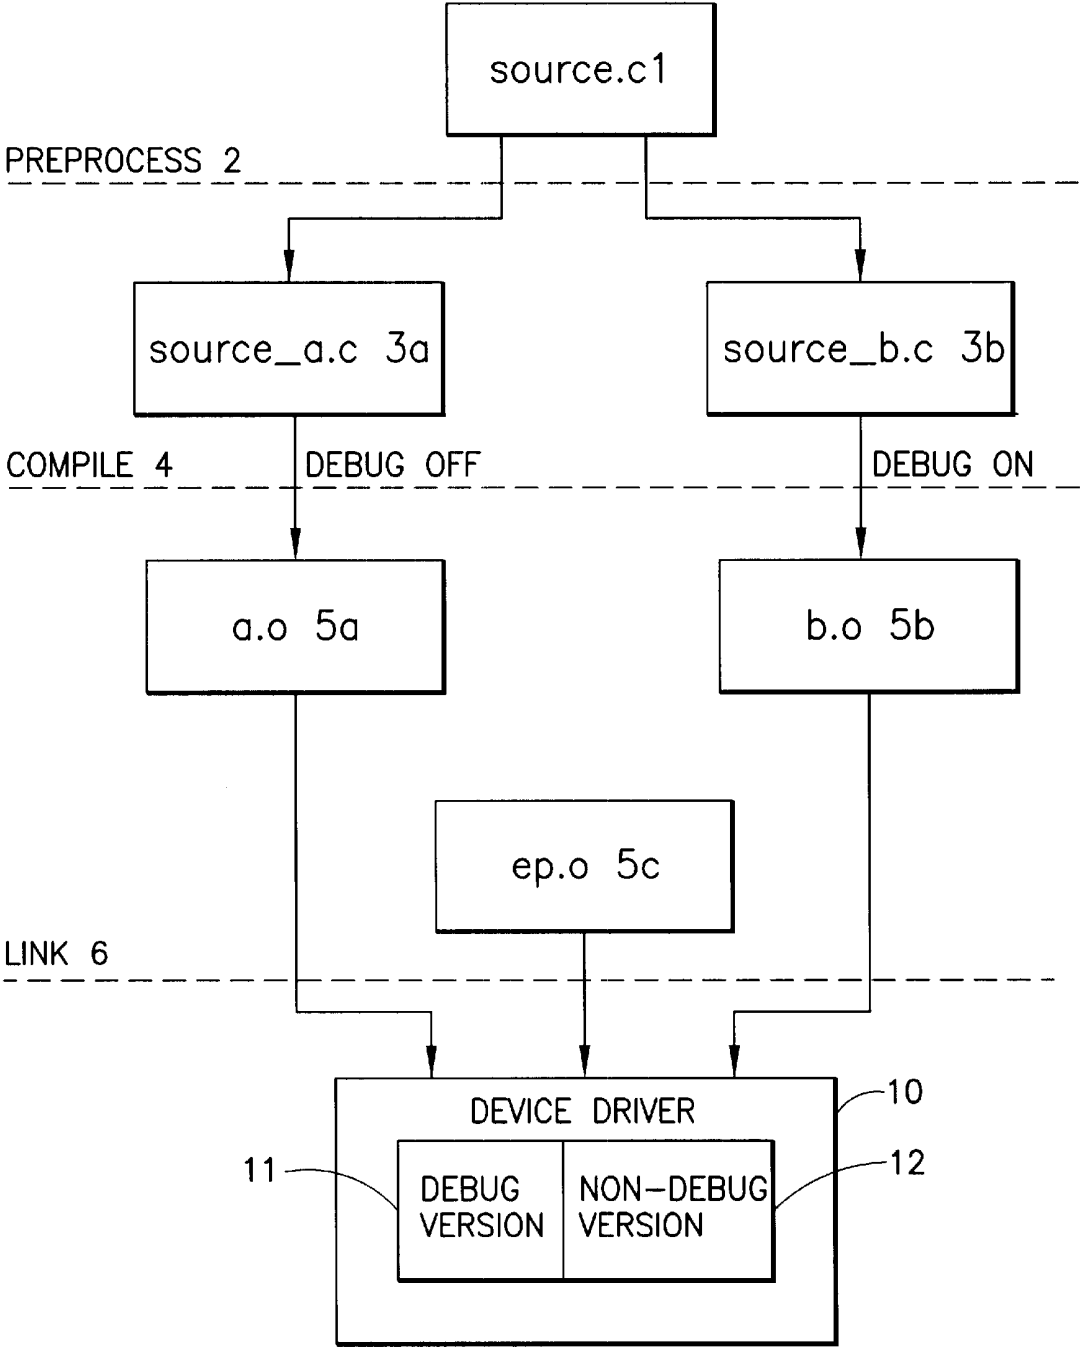 source.c1
PREPROCESS 2
source_a.c 3a
source_b.c 3b
COMPILE 4
DEBUG OFF
DEBUG ON
a.o 5a
b.o 5b
ep.o 5c
LINK 6
DEVICE DRIVER
10
11
DEBUG
VERSION
NON-DEBUG
VERSION
12